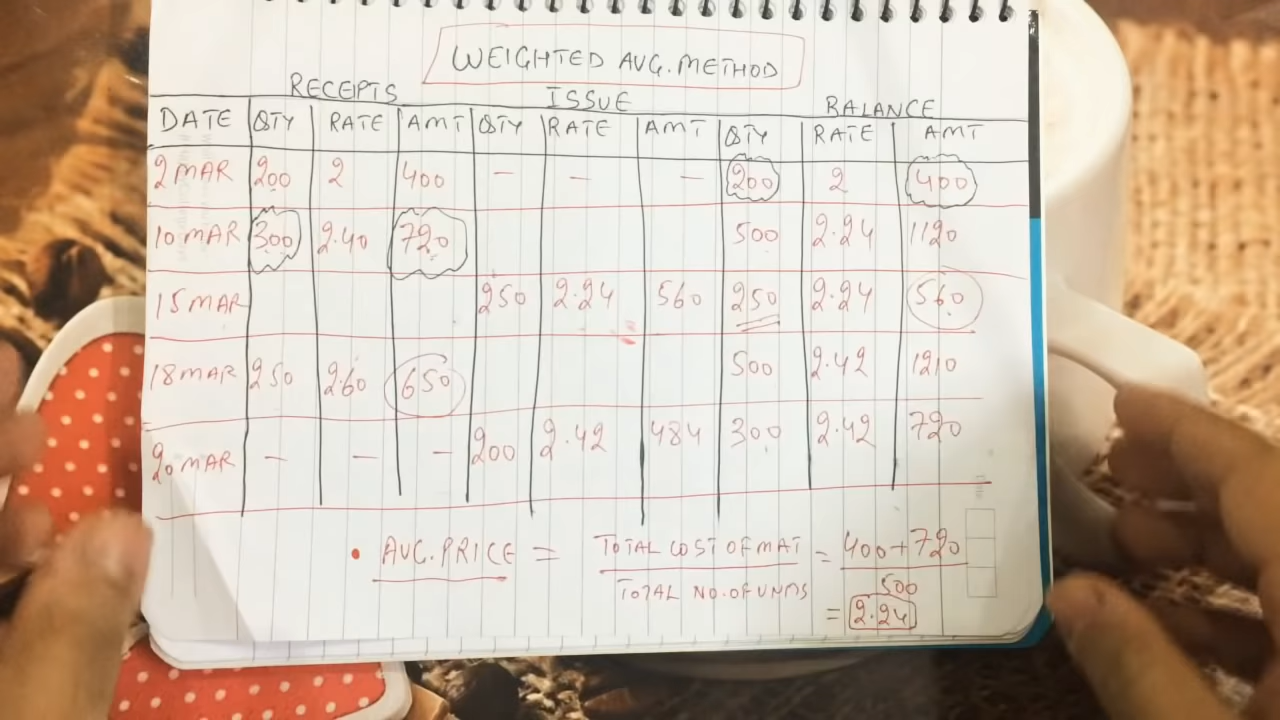 WEIGHTED AVG. METHOD
RECEIPTS ISSUE BALANCE
DATE QTY RATE AMT QTY RATE AMT QTY RATE AMT
2 MAR 200 2 400 – – – 200 2 400
10 MAR 300 2.40 720 500 2.24 1120
15 MAR 250 2.24 560 250 2.24 560
18 MAR 250 2.60 650 500 2.42 1210
20 MAR – – – 200 2.42 484 300 2.42 720
• AVG. PRICE = TOTAL COST OF MAT = 400+720
TOTAL NO. OF UNITS 500
= 2.24